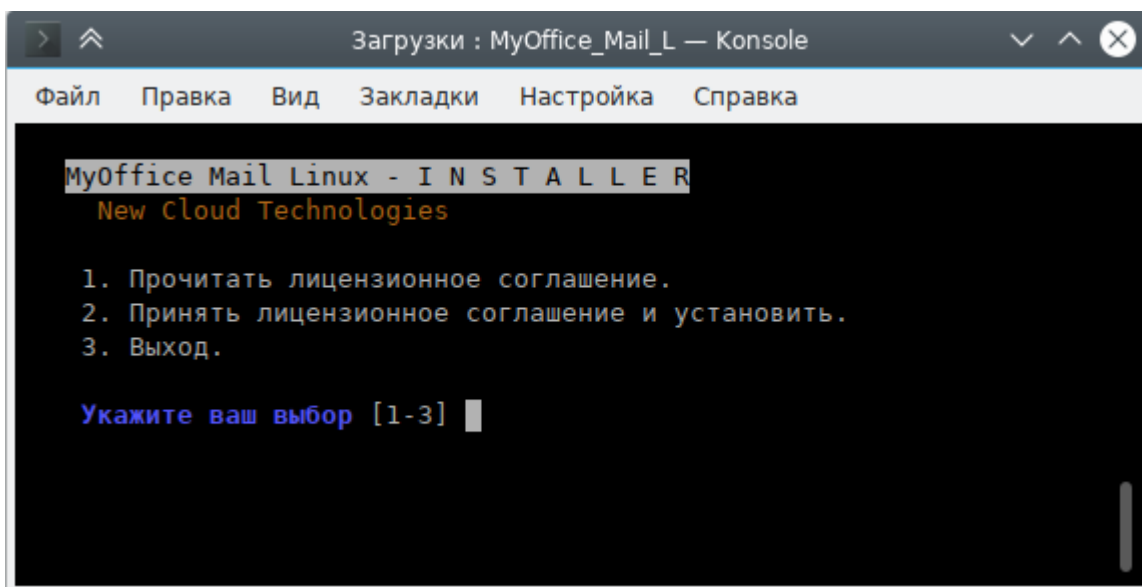 Загрузки : MyOffice_Mail_L — Konsole
Файл Правка Вид Закладки Настройка Справка
MyOffice Mail Linux - I N S T A L L E R
New Cloud Technologies
1. Прочитать лицензионное соглашение.
2. Принять лицензионное соглашение и установить.
3. Выход.
Укажите ваш выбор [1-3]